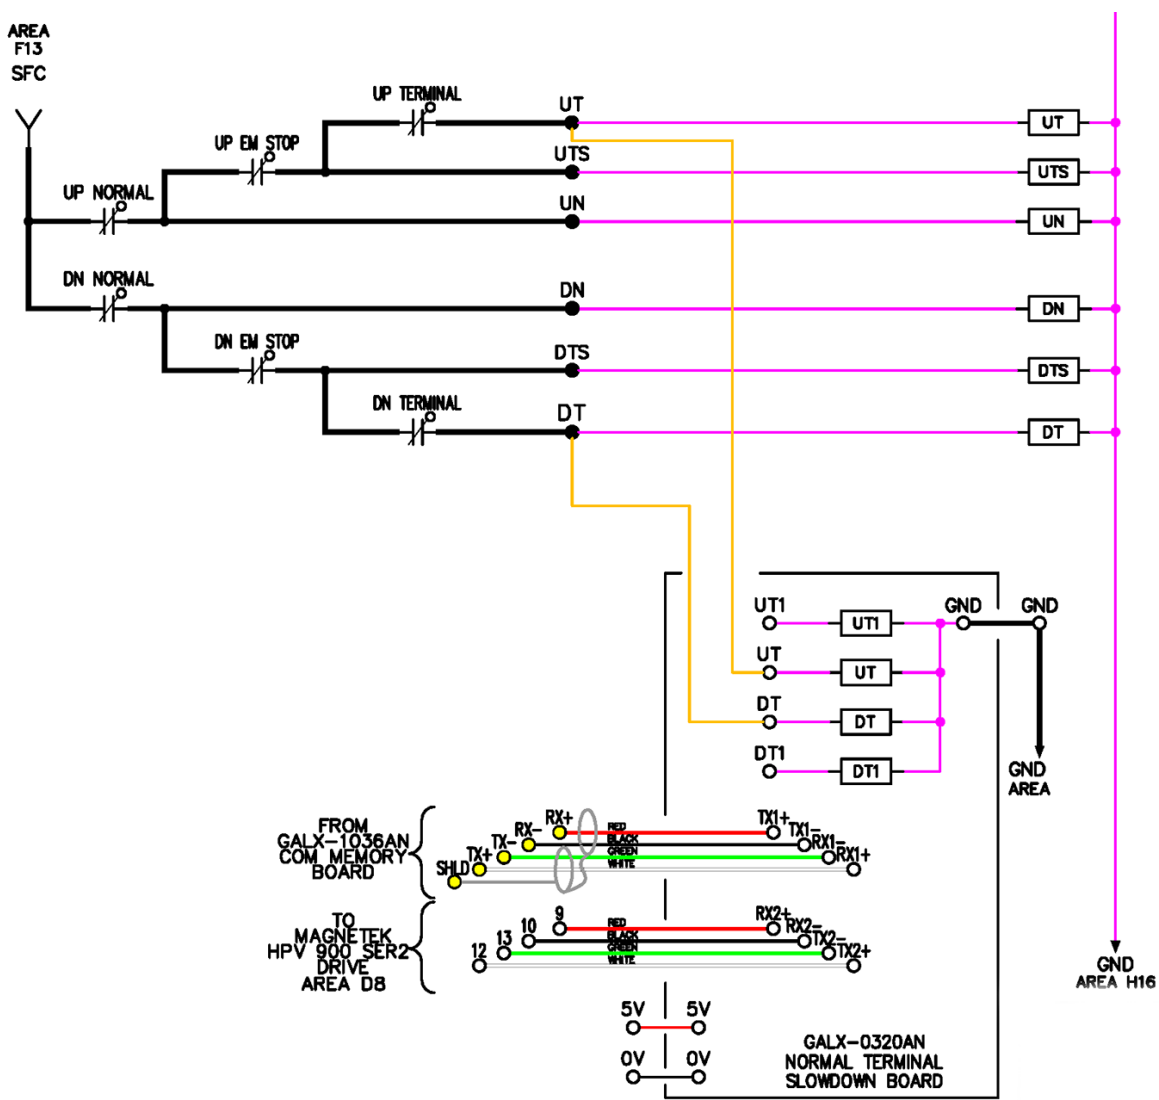 AREA
F13
SFC
UP TERMINAL
UT
UT
UP EM STOP
UTS
UTS
UP NORMAL
UN
UN
DN NORMAL
DN
DN
DN EM STOP
DTS
DTS
DN TERMINAL
DT
DT
UT1
UT1
GND
GND
UT
UT
DT
DT
DT1
DT1
GND
AREA
FROM
GALX-1036AN
COM MEMORY
BOARD
RX+
RX-
TX-
TX+
SHLD
RED
BLACK
GREEN
WHITE
TX1+
TX1-
RX1-
RX1+
TO
MAGNETEK
HPV 900 SER2
DRIVE
AREA D8
9
10
13
12
RED
BLACK
GREEN
WHITE
RX2+
RX2-
TX2-
TX2+
GND
AREA H16
5V
5V
0V
0V
GALX-0320AN
NORMAL TERMINAL
SLOWDOWN BOARD